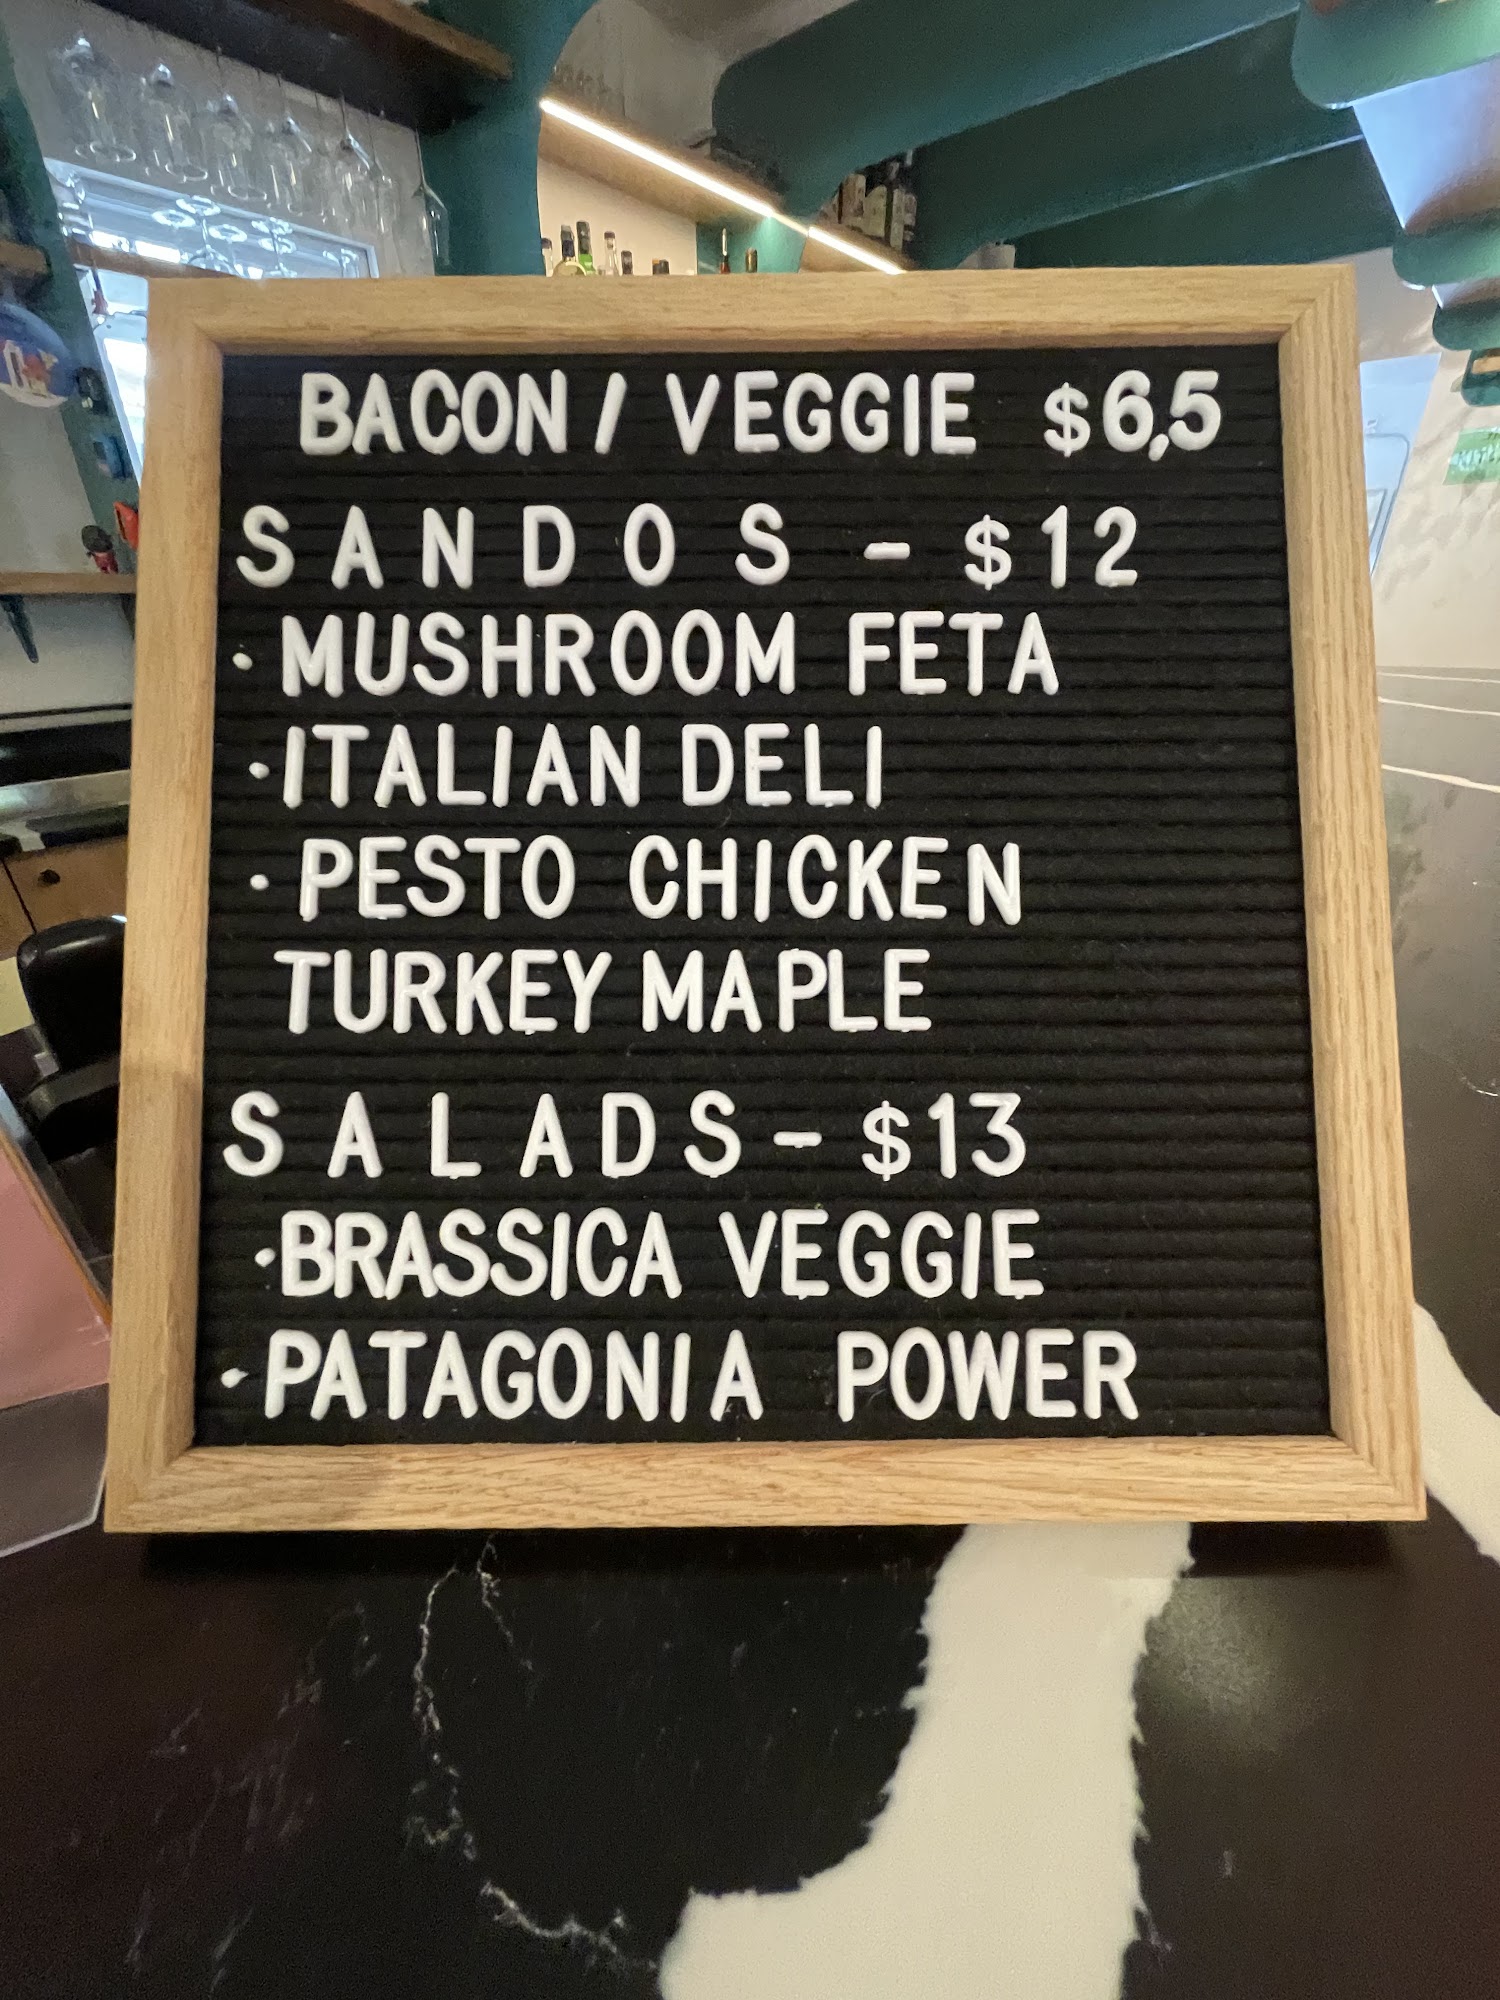 BACON / VEGGIE $6,5
SANDOS - $12
· MUSHROOM FETA
· ITALIAN DELI
· PESTO CHICKEN
TURKEY MAPLE
SALADS - $13
· BRASSICA VEGGIE
· PATAGONIA POWER